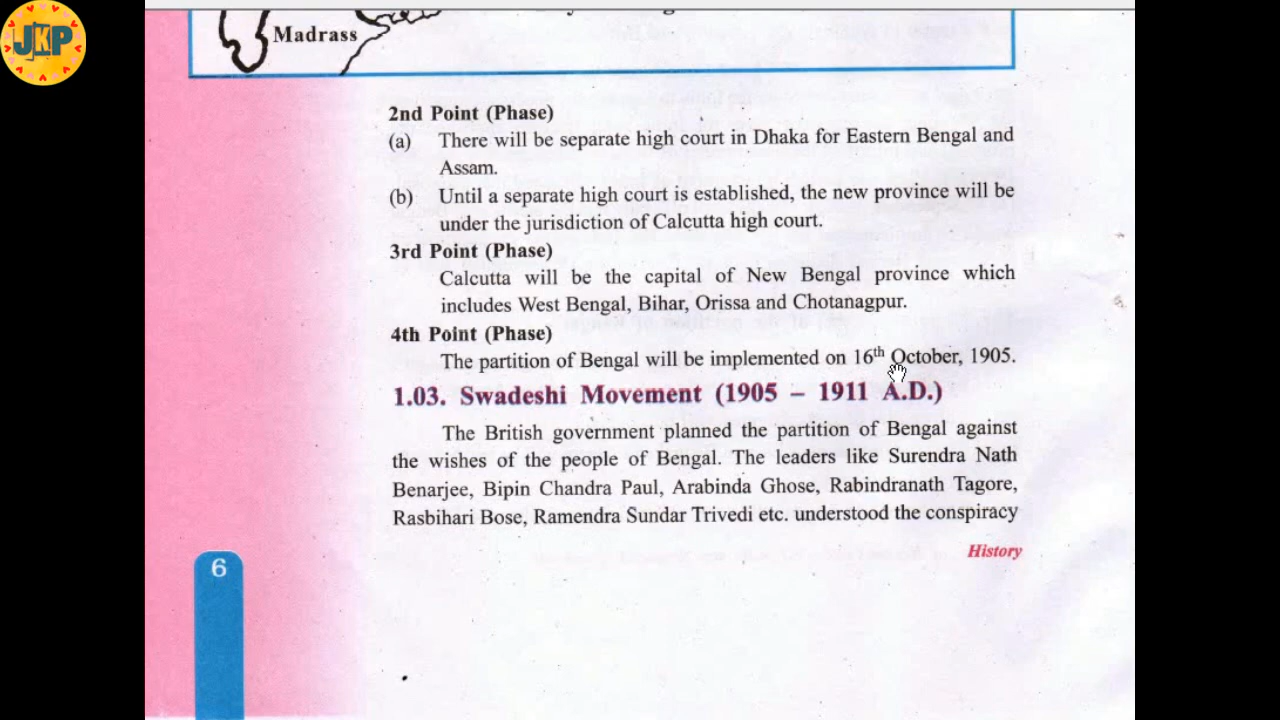 JKP
Madrass
2nd Point (Phase)
(a) There will be separate high court in Dhaka for Eastern Bengal and
Assam.
(b) Until a separate high court is established, the new province will be
under the jurisdiction of Calcutta high court.
3rd Point (Phase)
Calcutta will be the capital of New Bengal province which
includes West Bengal, Bihar, Orissa and Chotanagpur.
4th Point (Phase)
The partition of Bengal will be implemented on 16th October, 1905.
1.03. Swadeshi Movement (1905 – 1911 A.D.)
The British government planned the partition of Bengal against
the wishes of the people of Bengal. The leaders like Surendra Nath
Benarjee, Bipin Chandra Paul, Arabinda Ghose, Rabindranath Tagore,
Rasbihari Bose, Ramendra Sundar Trivedi etc. understood the conspiracy
History
6